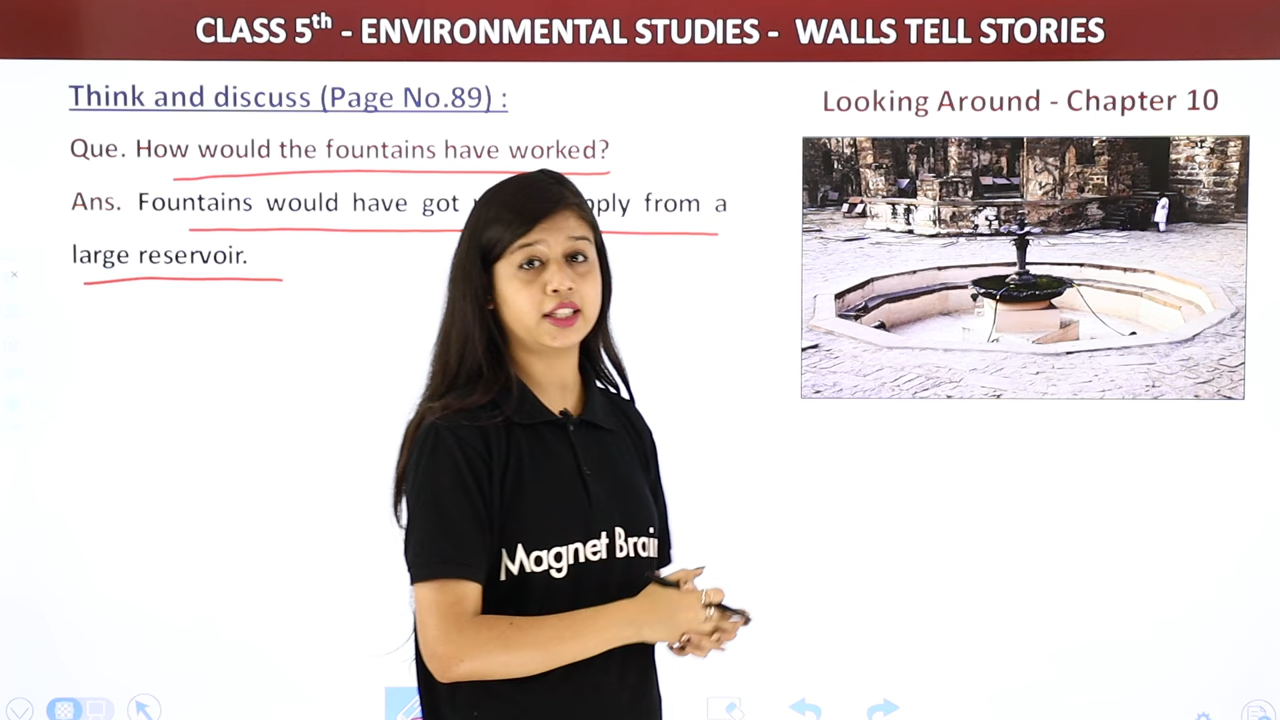 CLASS 5th - ENVIRONMENTAL STUDIES - WALLS TELL STORIES
Think and discuss (Page No.89) :
Looking Around - Chapter 10
Que. How would the fountains have worked?
Ans. Fountains would have got from a
large reservoir.
Magnet Brain